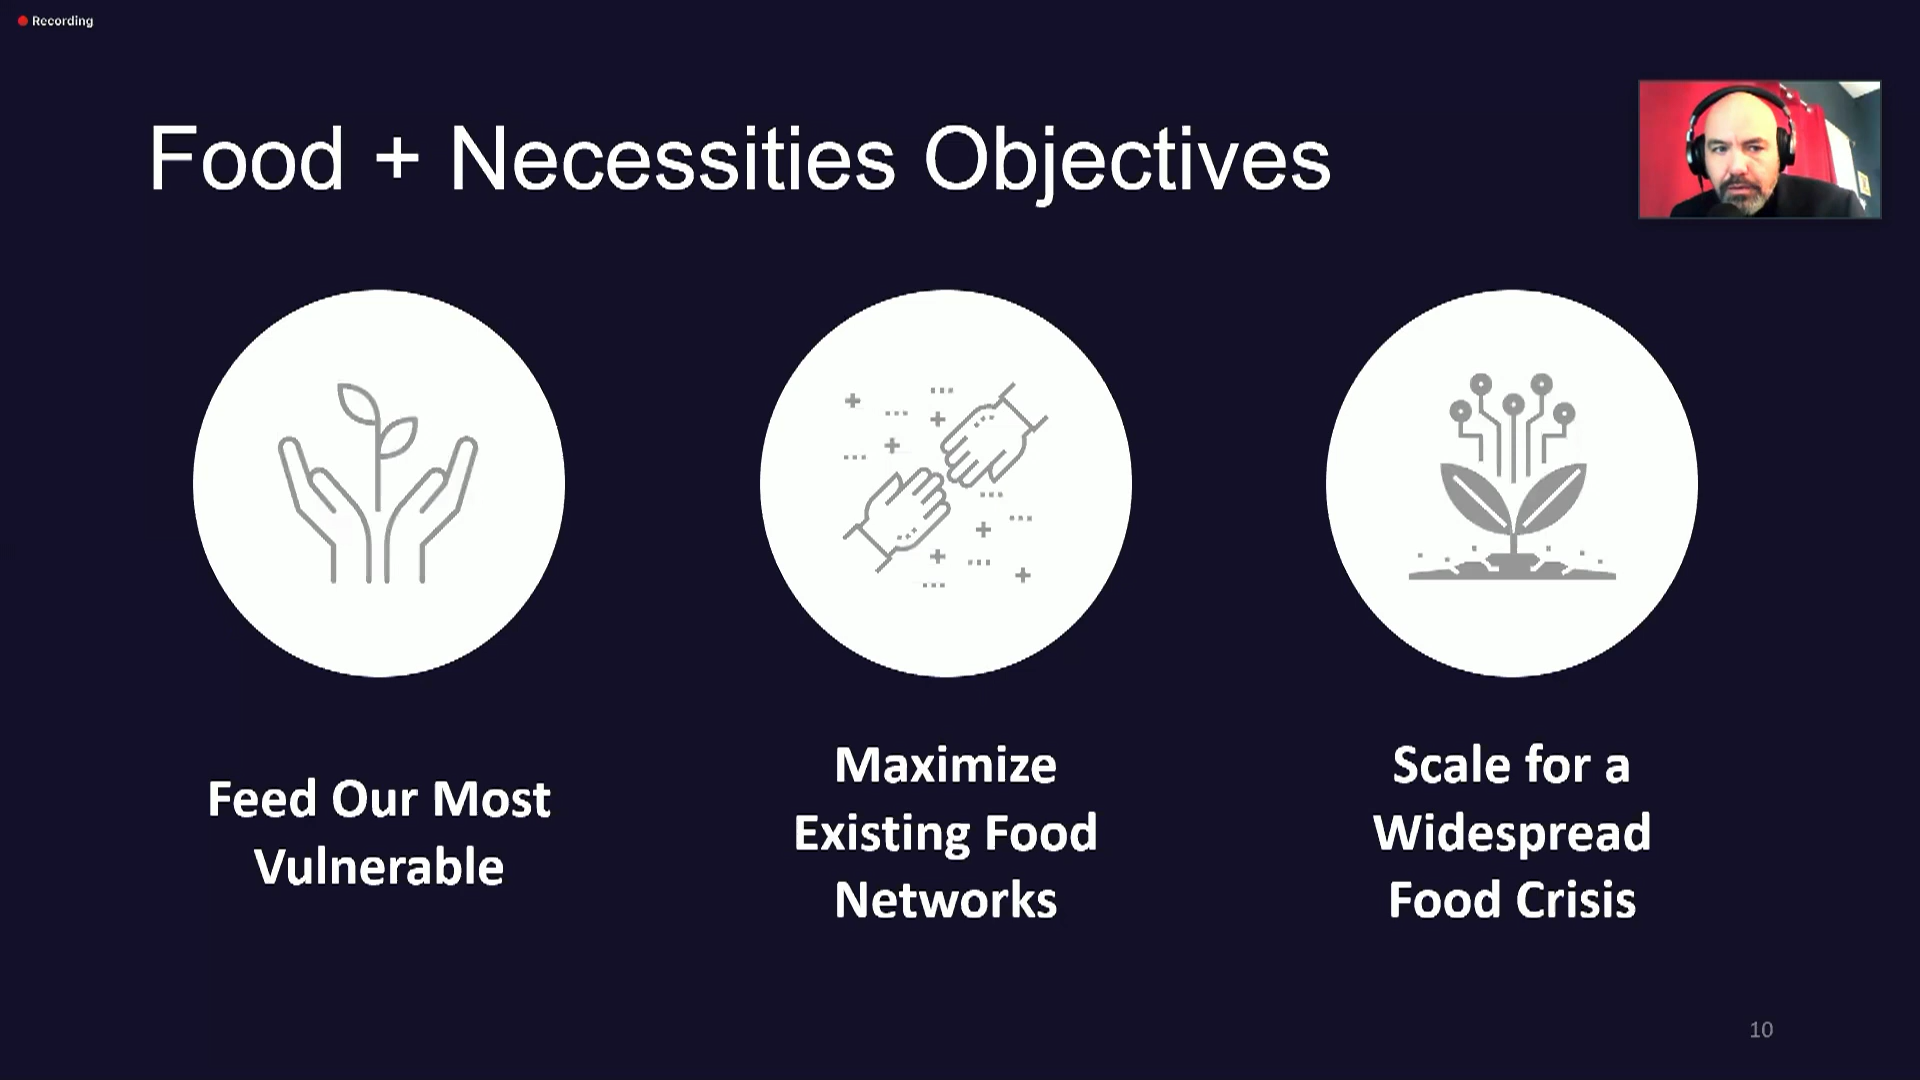 Recording
Food + Necessities Objectives
Feed Our Most
Vulnerable
Maximize
Existing Food
Networks
Scale for a
Widespread
Food Crisis
10